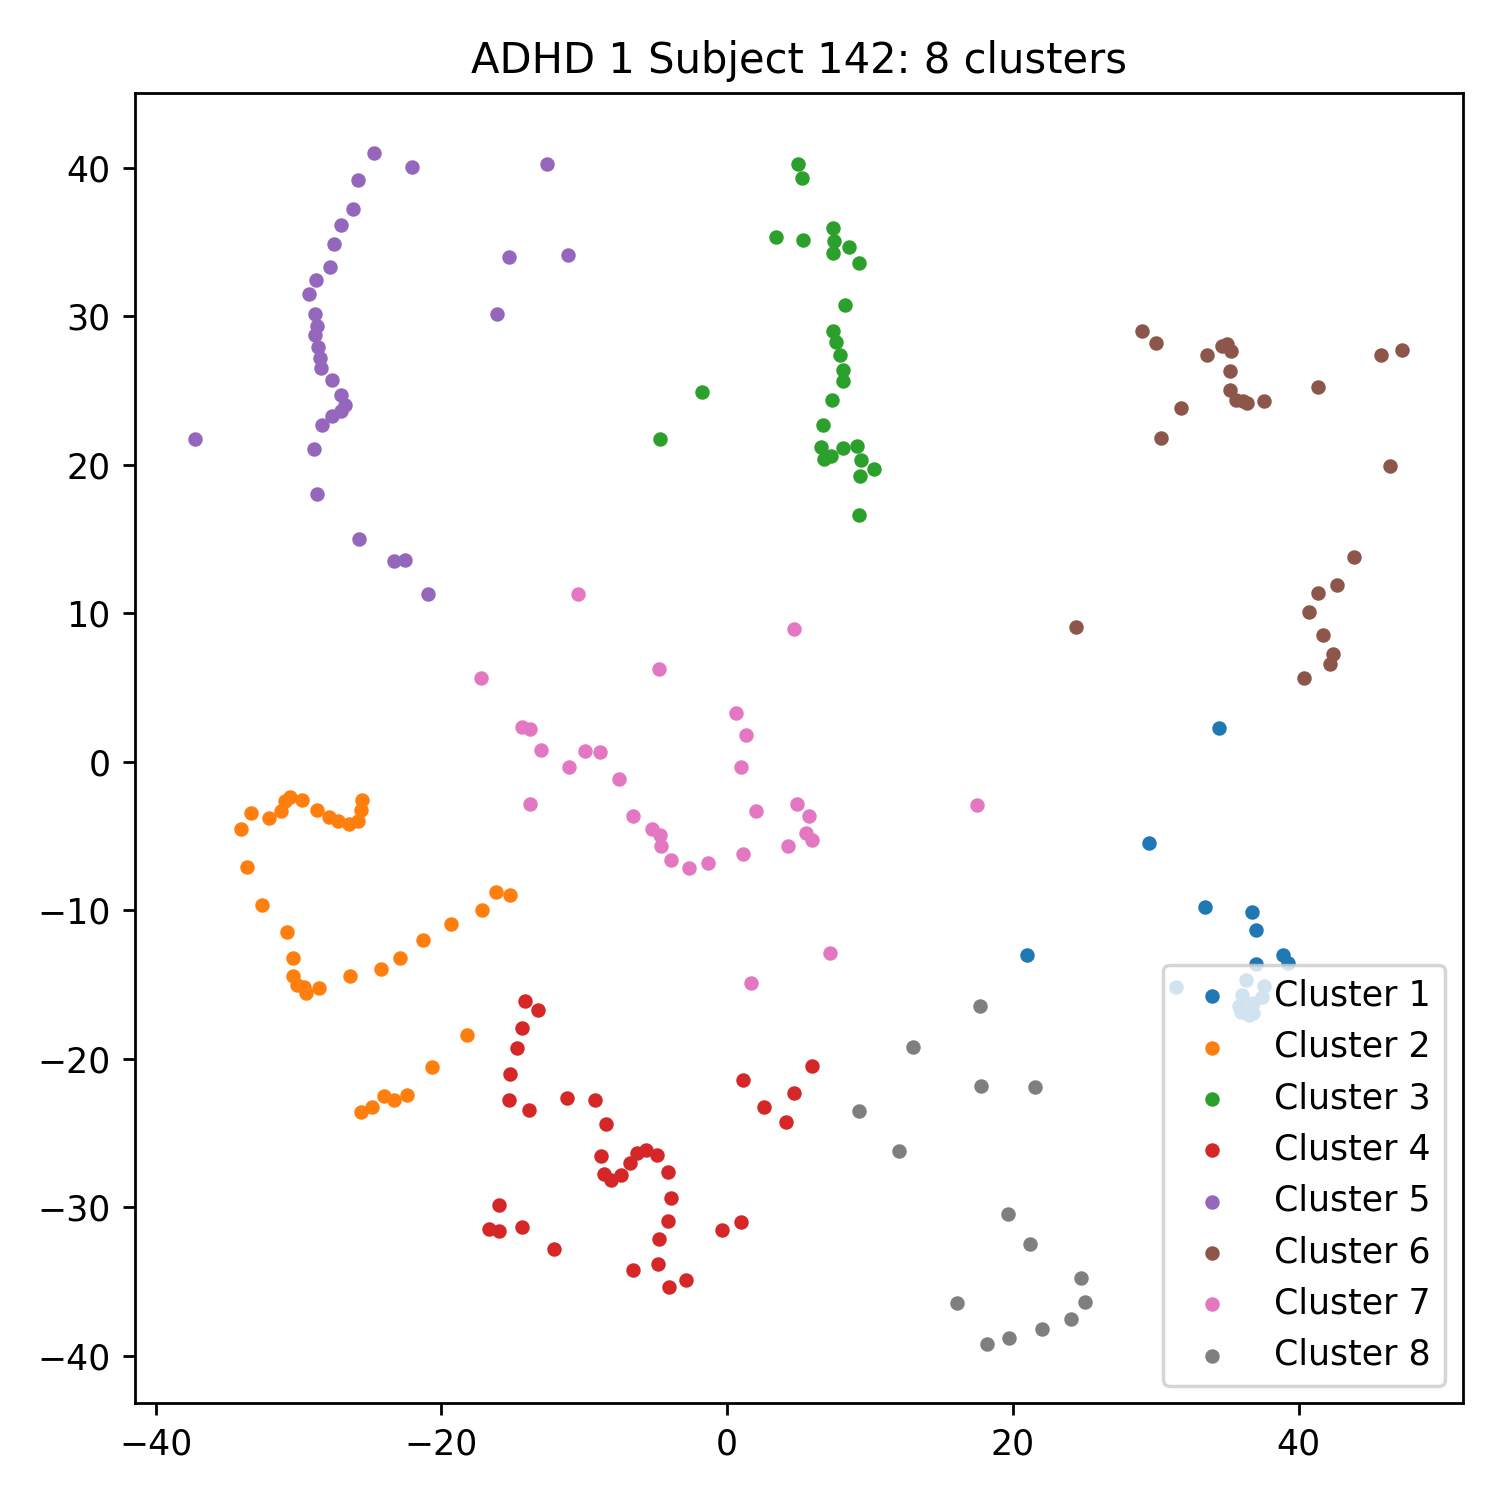 ADHD 1 Subject 142: 8 clusters
40
30
20
10
0
−10
−20
−30
−40
−40
−20
0
20
40
Cluster 1
Cluster 2
Cluster 3
Cluster 4
Cluster 5
Cluster 6
Cluster 7
Cluster 8